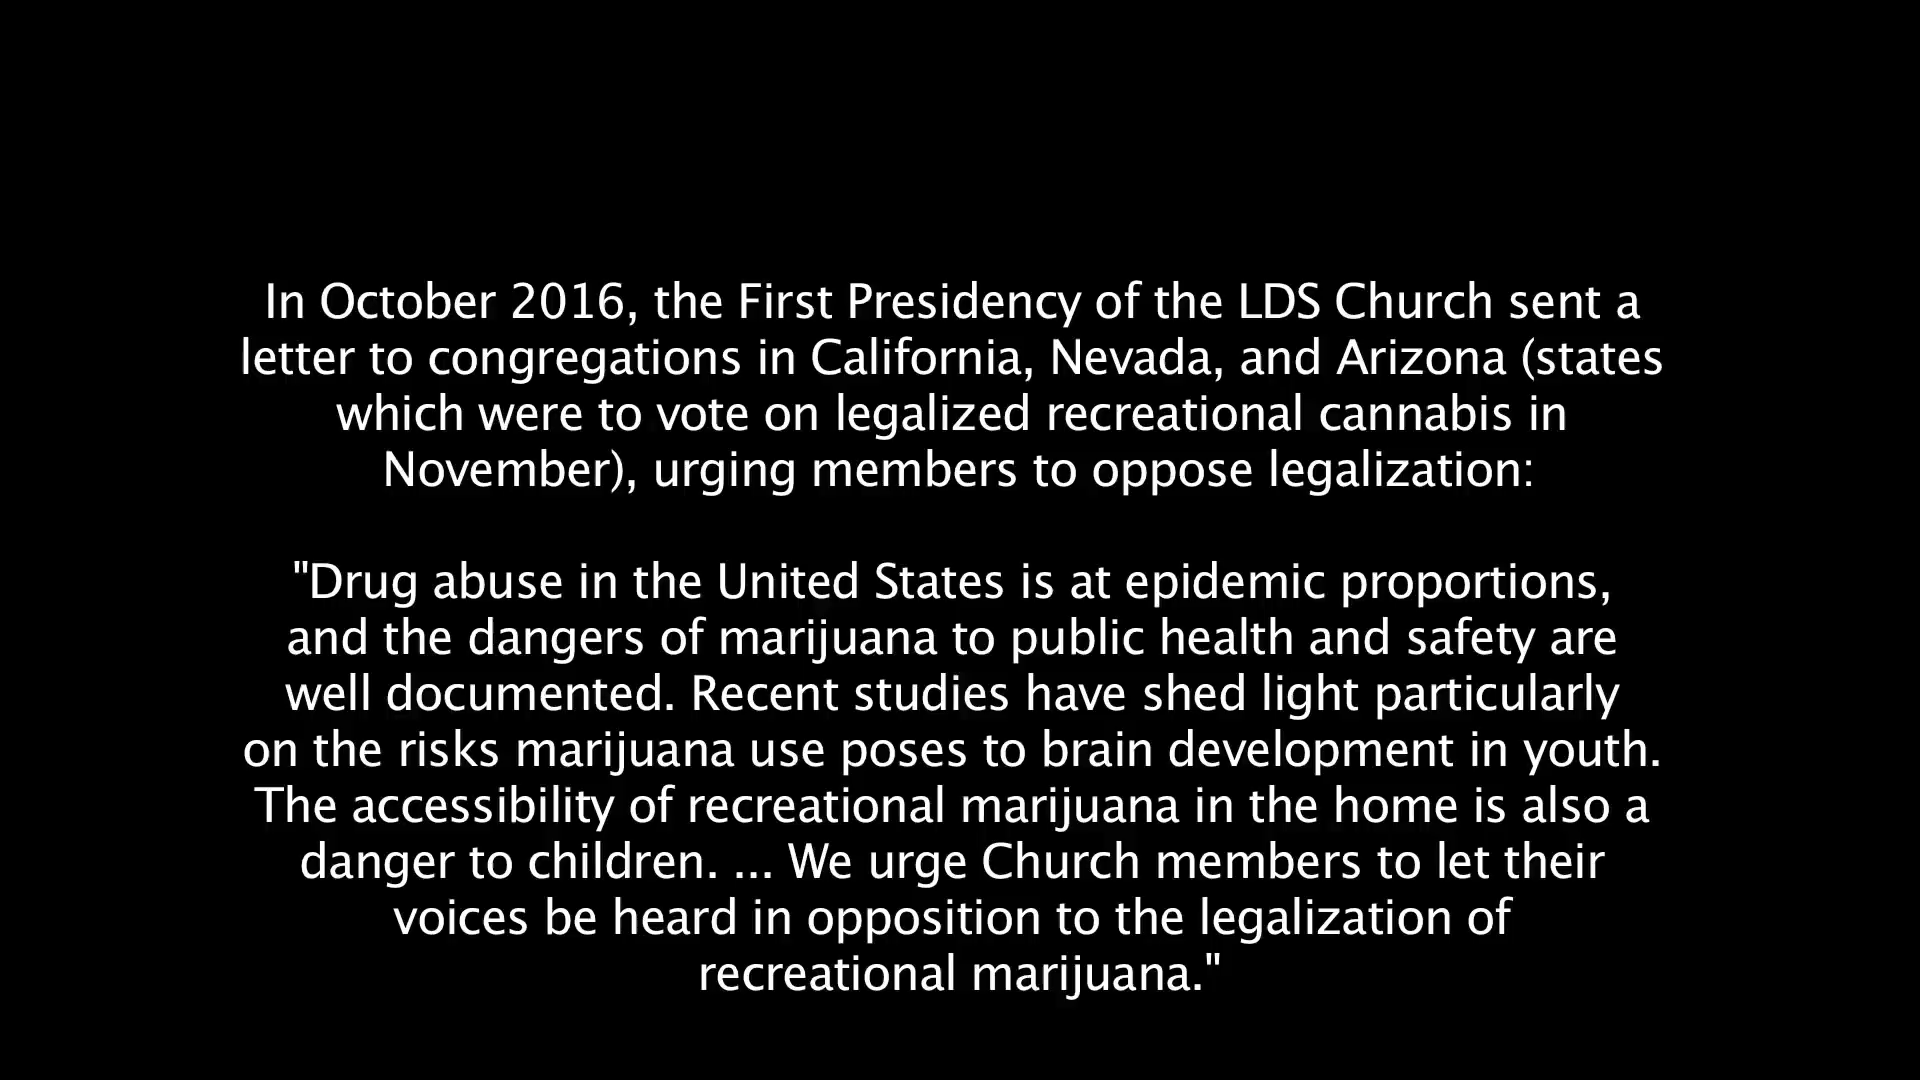 In October 2016, the First Presidency of the LDS Church sent a
letter to congregations in California, Nevada, and Arizona (states
which were to vote on legalized recreational cannabis in
November), urging members to oppose legalization:
"Drug abuse in the United States is at epidemic proportions,
and the dangers of marijuana to public health and safety are
well documented. Recent studies have shed light particularly
on the risks marijuana use poses to brain development in youth.
The accessibility of recreational marijuana in the home is also a
danger to children. ... We urge Church members to let their
voices be heard in opposition to the legalization of
recreational marijuana."